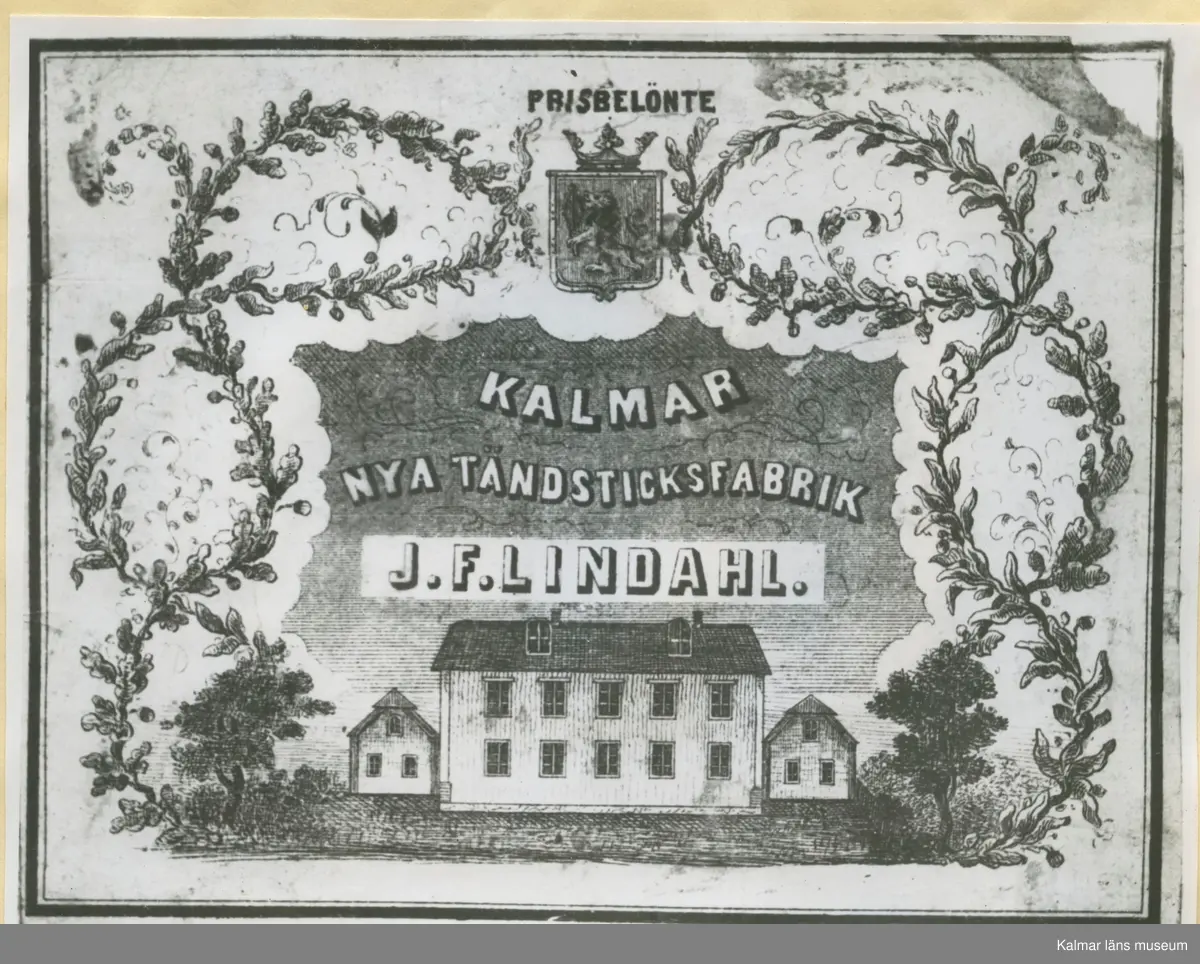 PRISBELÖNTE
KALMAR
NYA TÄNDSTICKSFABRIK
J.F.LINDAHL.
Kalmar läns museum